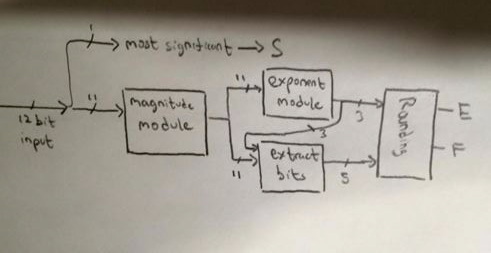 1
most significant → S
12 bit
input
11
magnitude
module
11
exponent
module
3
3
11
extract
bits
5
Rounding
E
F